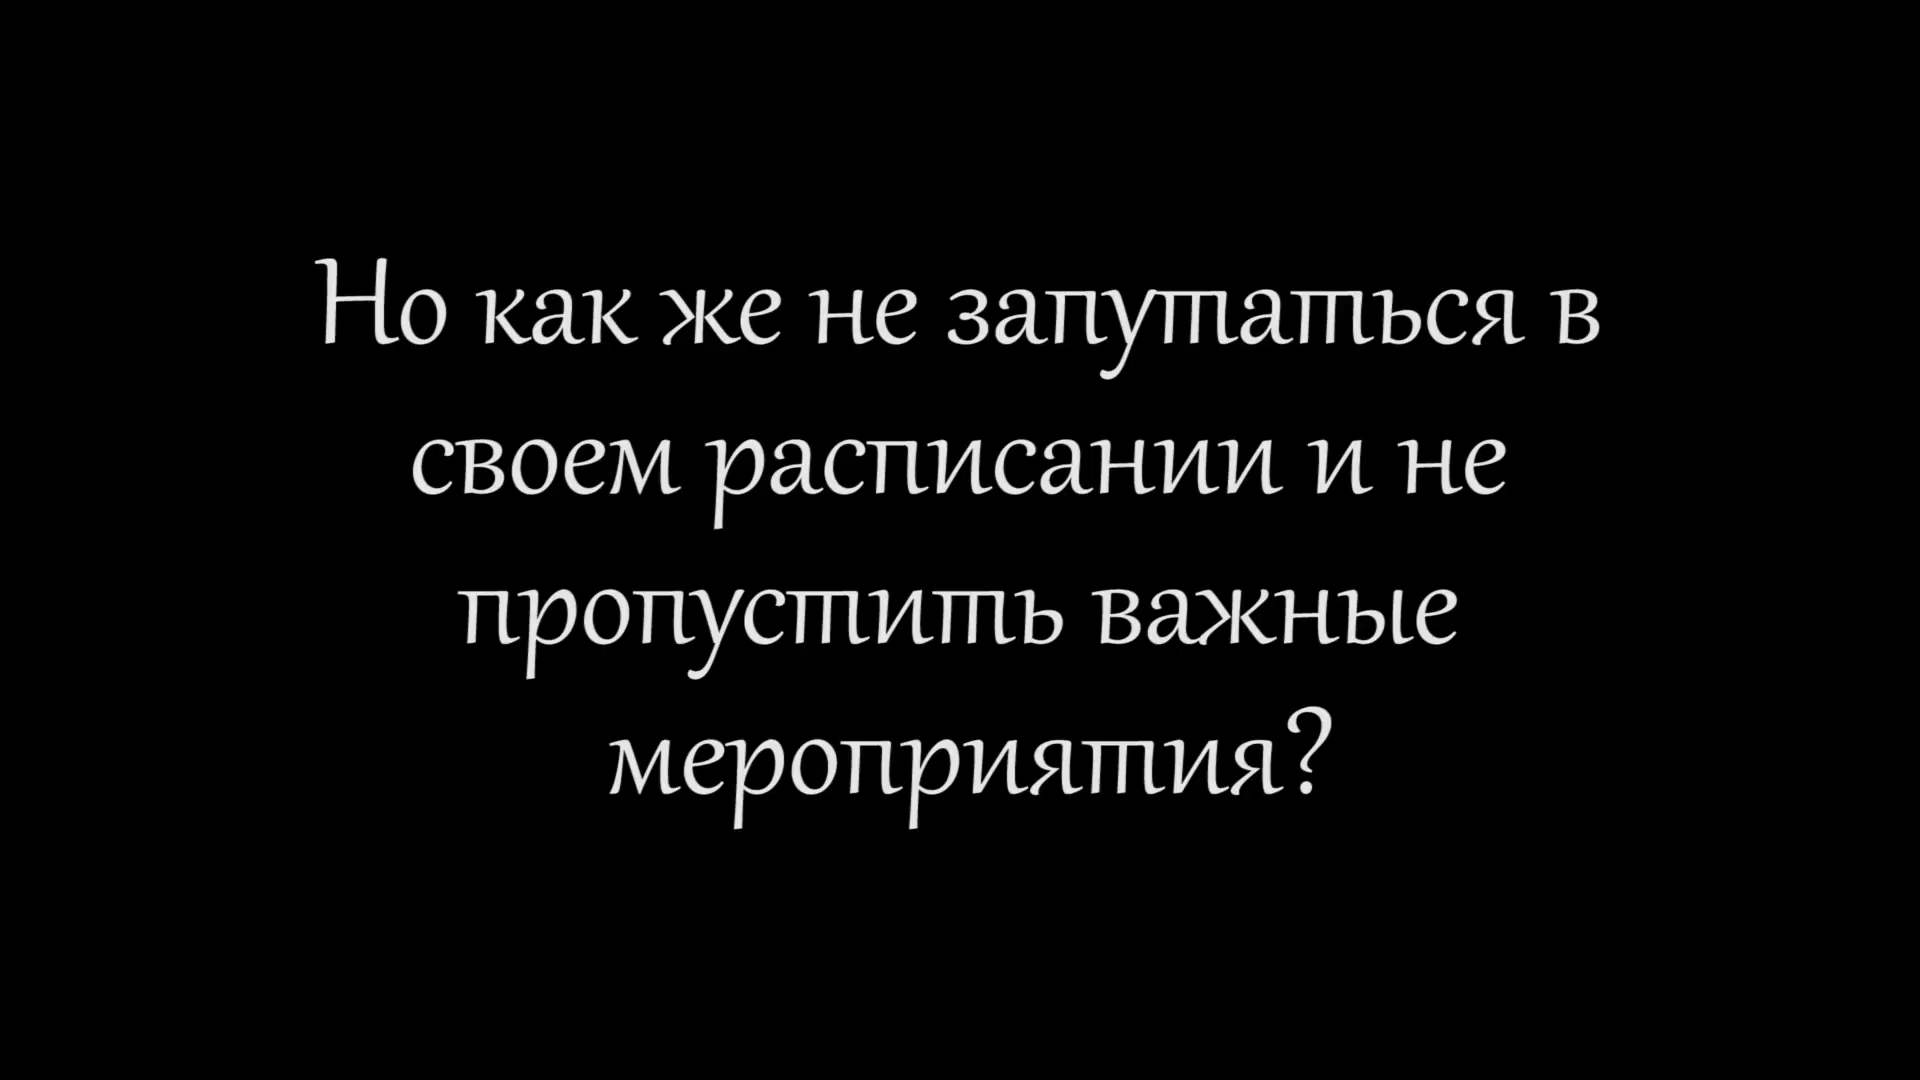 Но как же не запутаться в
своем расписании и не
пропустить важные
мероприятия?